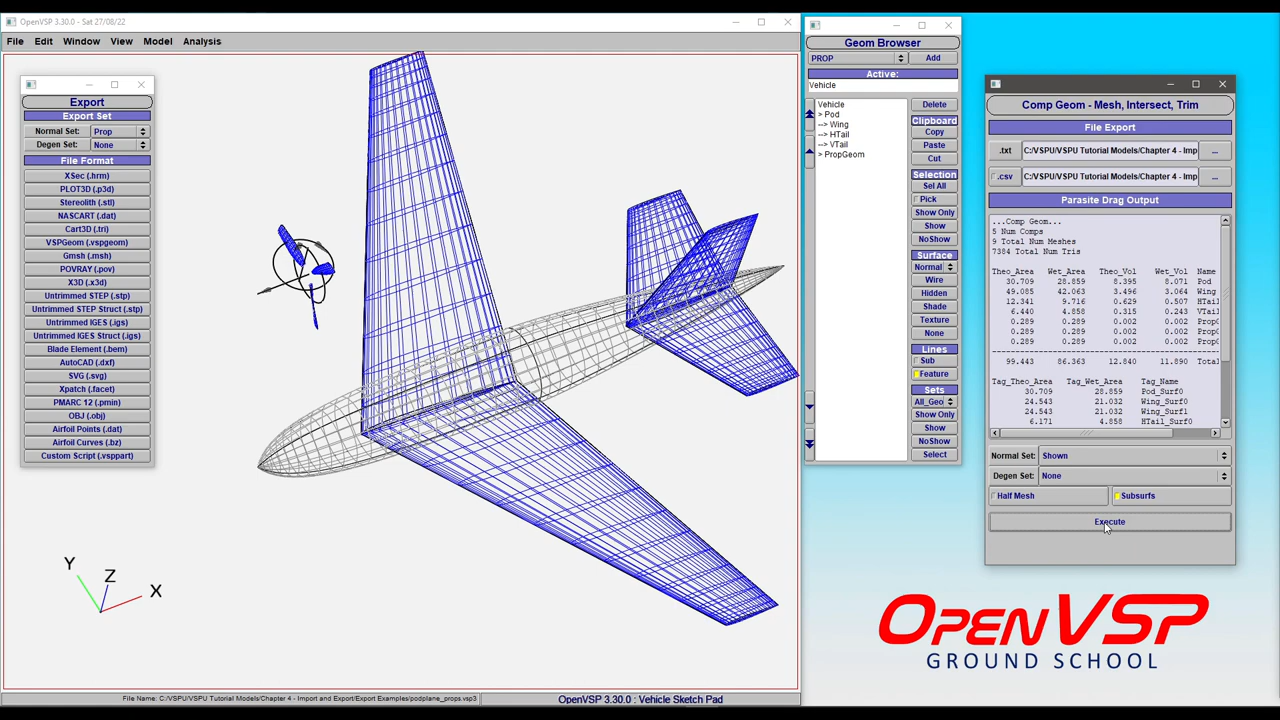 OpenVSP 3.30.0 - Sat 27/08/22
File Edit Window View Model Analysis
Export
Export Set
Normal Set: Prop
Degen Set: None
File Format
XSec (.hrm)
PLOT3D (.p3d)
Stereolith (.stl)
NASCART (.dat)
Cart3D (.tri)
VSPGeom (.vspgeom)
Gmsh (.msh)
POVRAY (.pov)
X3D (.x3d)
Untrimmed STEP (.stp)
Untrimmed STEP Struct (.stp)
Untrimmed IGES (.igs)
Untrimmed IGES Struct (.igs)
Blade Element (.bem)
AutoCAD (.dxf)
SVG (.svg)
Xpatch (.facet)
PMARC 12 (.pmin)
OBJ (.obj)
Airfoil Points (.dat)
Airfoil Curves (.bz)
Custom Script (.vsppart)
Y
Z
X
File Name: C:/VSPU/VSPU Tutorial Models/Chapter 4 - Import and Export/Export Examples/podplane_props.vsp3
OpenVSP 3.30.0 : Vehicle Sketch Pad
Geom Browser
PROP Add
Active:
Vehicle
Vehicle
> Pod
--> Wing
--> HTail
--> VTail
> PropGeom
Delete
Clipboard
Copy
Paste
Cut
Selection
Sel All
Pick
Show Only
Show
NoShow
Surface
Normal
Wire
Hidden
Shade
Texture
None
Lines
Sub
Feature
Sets
All_Geo
Show Only
Show
NoShow
Select
Comp Geom - Mesh, Intersect, Trim
File Export
.txt C:/VSPU/VSPU Tutorial Models/Chapter 4 - Imp ...
.csv C:/VSPU/VSPU Tutorial Models/Chapter 4 - Imp ...
Parasite Drag Output
...Comp Geom...
5 Num Comps
9 Total Num Meshes
7384 Total Num Tris
Theo_Area Wet_Area Theo_Vol Wet_Vol Name
30.709 28.859 8.395 8.071 Pod
49.085 42.063 3.496 3.064 Wing
12.341 9.716 0.629 0.507 HTail
6.440 4.858 0.315 0.243 VTai
0.289 0.289 0.002 0.002 Prop
0.289 0.289 0.002 0.002 Prop
0.289 0.289 0.002 0.002 Prop
99.443 86.363 12.840 11.890 Total
Tag_Theo_Area Tag_Wet_Area Tag_Name
30.709 28.859 Pod_Surf0
24.543 21.032 Wing_Surf0
24.543 21.032 Wing_Surf1
6.171 4.858 HTail_Surf0
Normal Set: Shown
Degen Set: None
Half Mesh Subsurfs
Execute
OpenVSP
GROUND SCHOOL